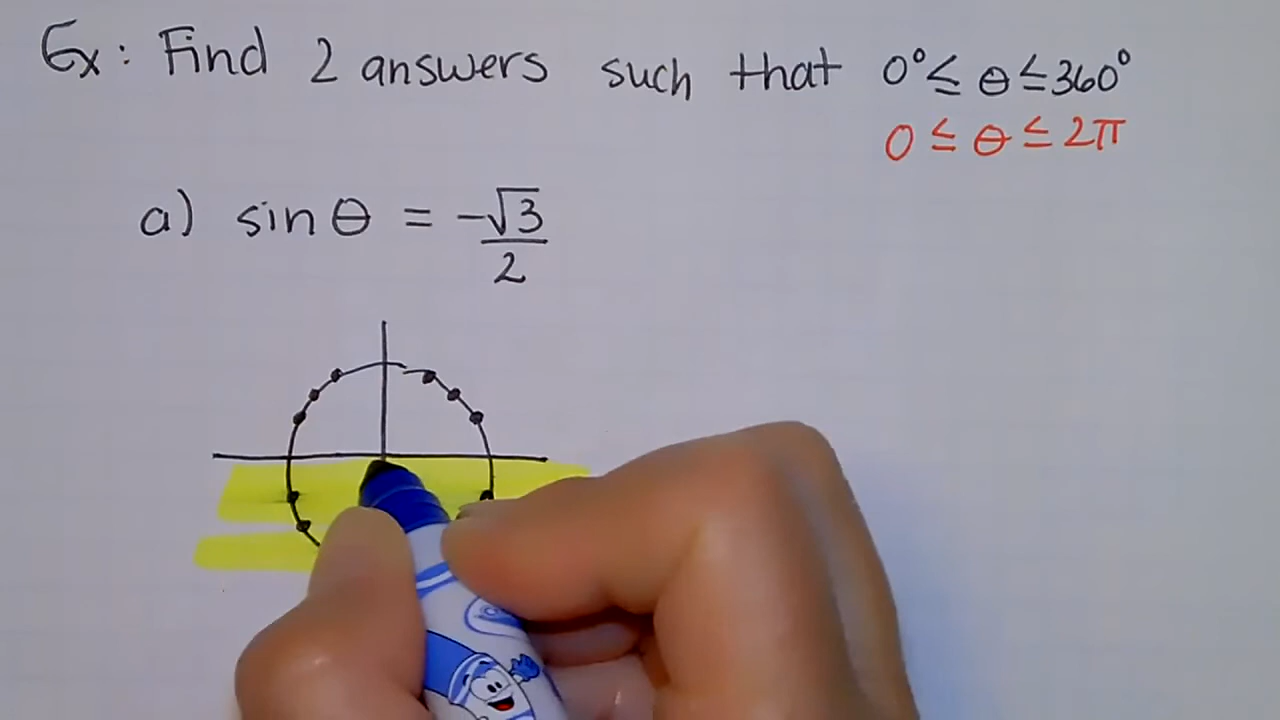 Ex: Find 2 answers such that 0° ≤ θ ≤ 360°
0 ≤ θ ≤ 2π
a) sin θ = -√3/2